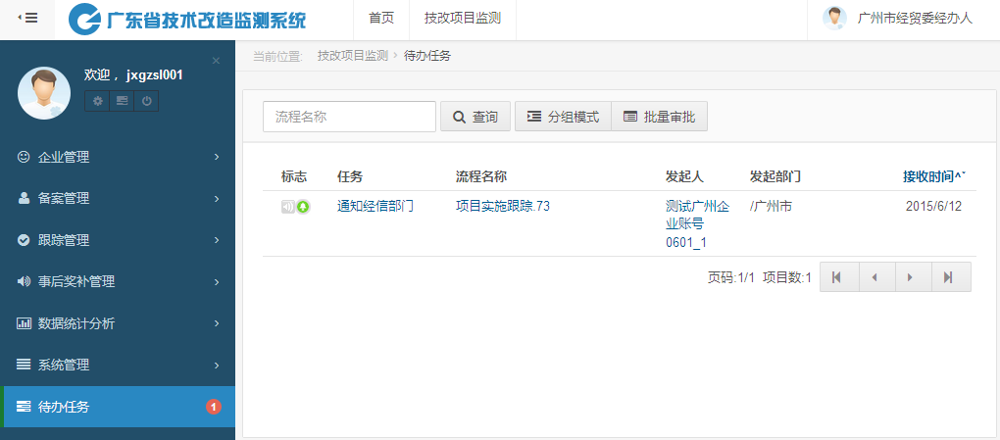 广东省技术改造监测系统
首页
技改项目监测
广州市经贸委经办人
欢迎， jxgzsl001
企业管理
备案管理
跟踪管理
事后奖补管理
数据统计分析
系统管理
待办任务
1
当前位置: 技改项目监测 › 待办任务
流程名称
查询
分组模式
批量审批
标志 任务 流程名称 发起人 发起部门 接收时间^ˇ
通知经信部门 项目实施跟踪.73 测试广州企 /广州市 2015/6/12
业账号
0601_1
页码:1/1 项目数:1